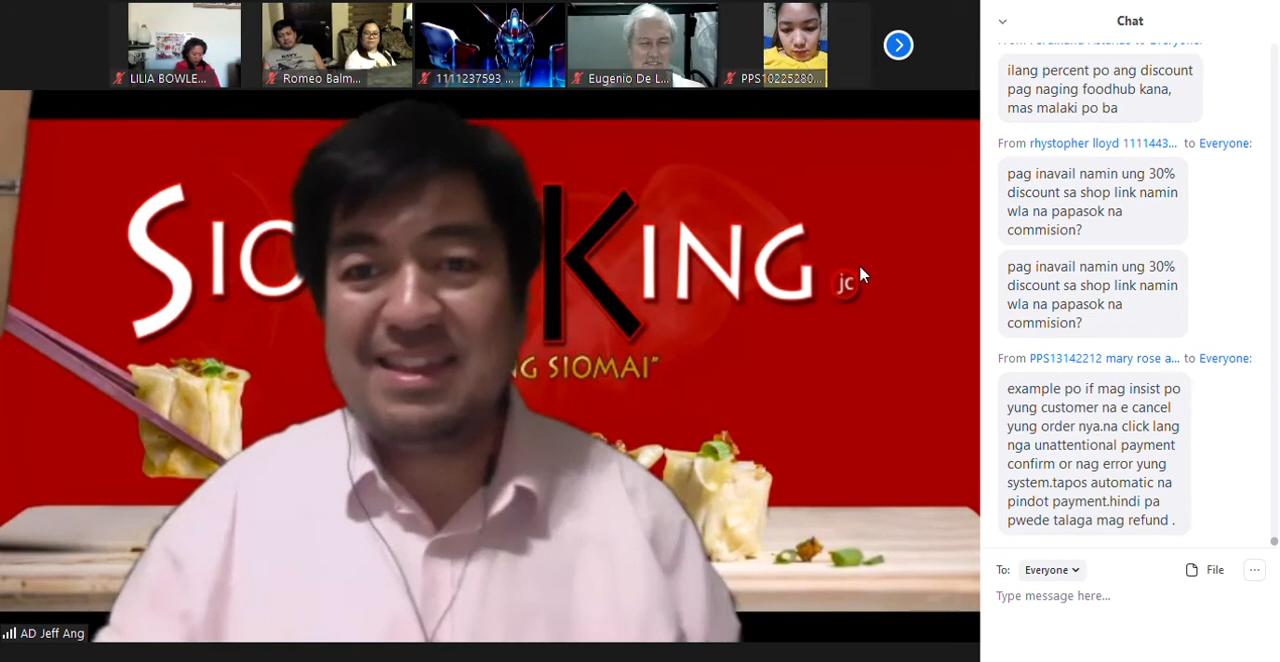 LILIA BOWLE...
Romeo Balm...
1111237593 ...
Eugenio De L...
PPS10225280...
SIO KING
jc
NG SIOMAI"
AD Jeff Ang
Chat
to Everyone:
ilang percent po ang discount
pag naging foodhub kana,
mas malaki po ba
From rhystopher lloyd 1111443... to Everyone:
pag inavail namin ung 30%
discount sa shop link namin
wla na papasok na
commision?
pag inavail namin ung 30%
discount sa shop link namin
wla na papasok na
commision?
From PPS13142212 mary rose a... to Everyone:
example po if mag insist po
yung customer na e cancel
yung order nya.na click lang
nga unattentional payment
confirm or nag error yung
system.tapos automatic na
pindot payment.hindi pa
pwede talaga mag refund .
To: Everyone
File
Type message here...